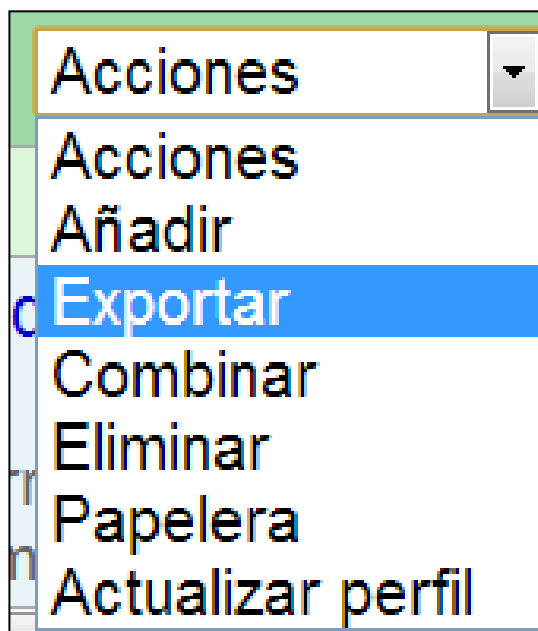 Acciones
Acciones
Añadir
Exportar
Combinar
Eliminar
Papelera
Actualizar perfil